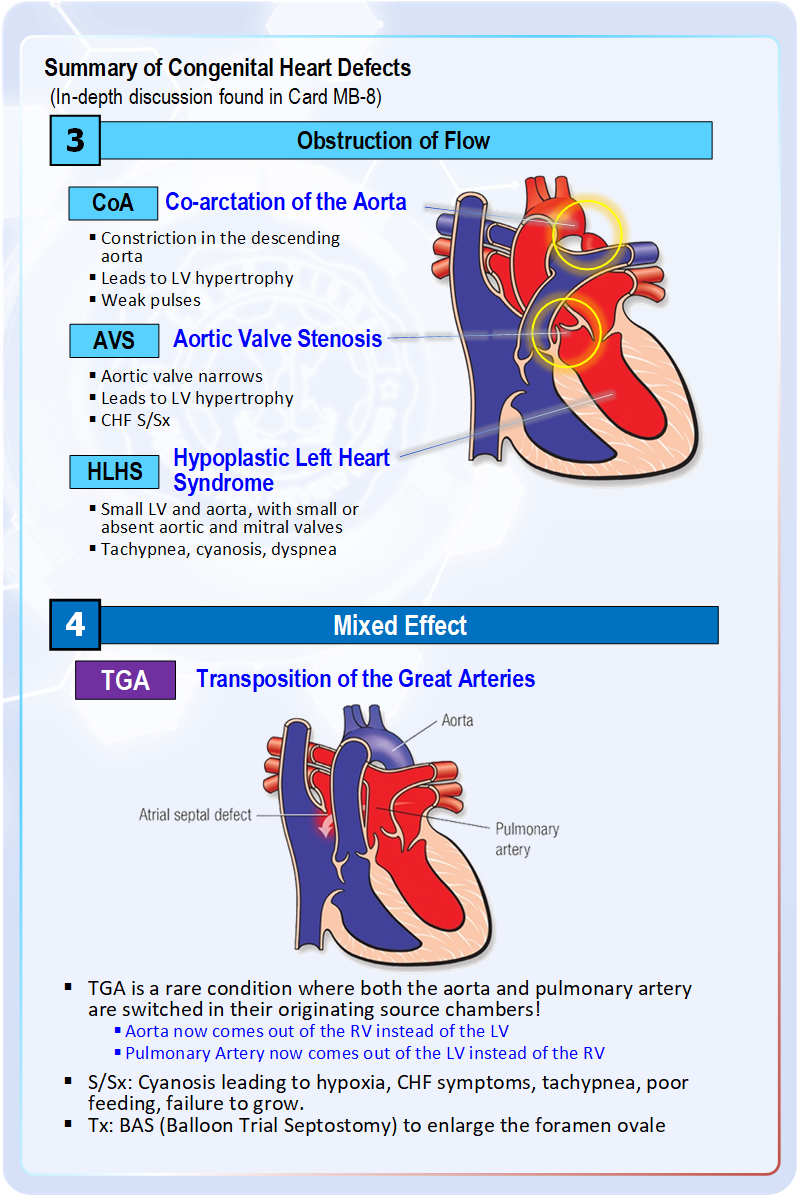 Summary of Congenital Heart Defects
(In-depth discussion found in Card MB-8)
3
Obstruction of Flow
CoA
Co-arctation of the Aorta
▪ Constriction in the descending
aorta
▪ Leads to LV hypertrophy
▪ Weak pulses
AVS
Aortic Valve Stenosis
▪ Aortic valve narrows
▪ Leads to LV hypertrophy
▪ CHF S/Sx
HLHS
Hypoplastic Left Heart
Syndrome
▪ Small LV and aorta, with small or
absent aortic and mitral valves
▪ Tachypnea, cyanosis, dyspnea
4
Mixed Effect
TGA
Transposition of the Great Arteries
Aorta
Atrial septal defect
Pulmonary
artery
▪ TGA is a rare condition where both the aorta and pulmonary artery
are switched in their originating source chambers!
▪ Aorta now comes out of the RV instead of the LV
▪ Pulmonary Artery now comes out of the LV instead of the RV
▪ S/Sx: Cyanosis leading to hypoxia, CHF symptoms, tachypnea, poor
feeding, failure to grow.
▪ Tx: BAS (Balloon Trial Septostomy) to enlarge the foramen ovale